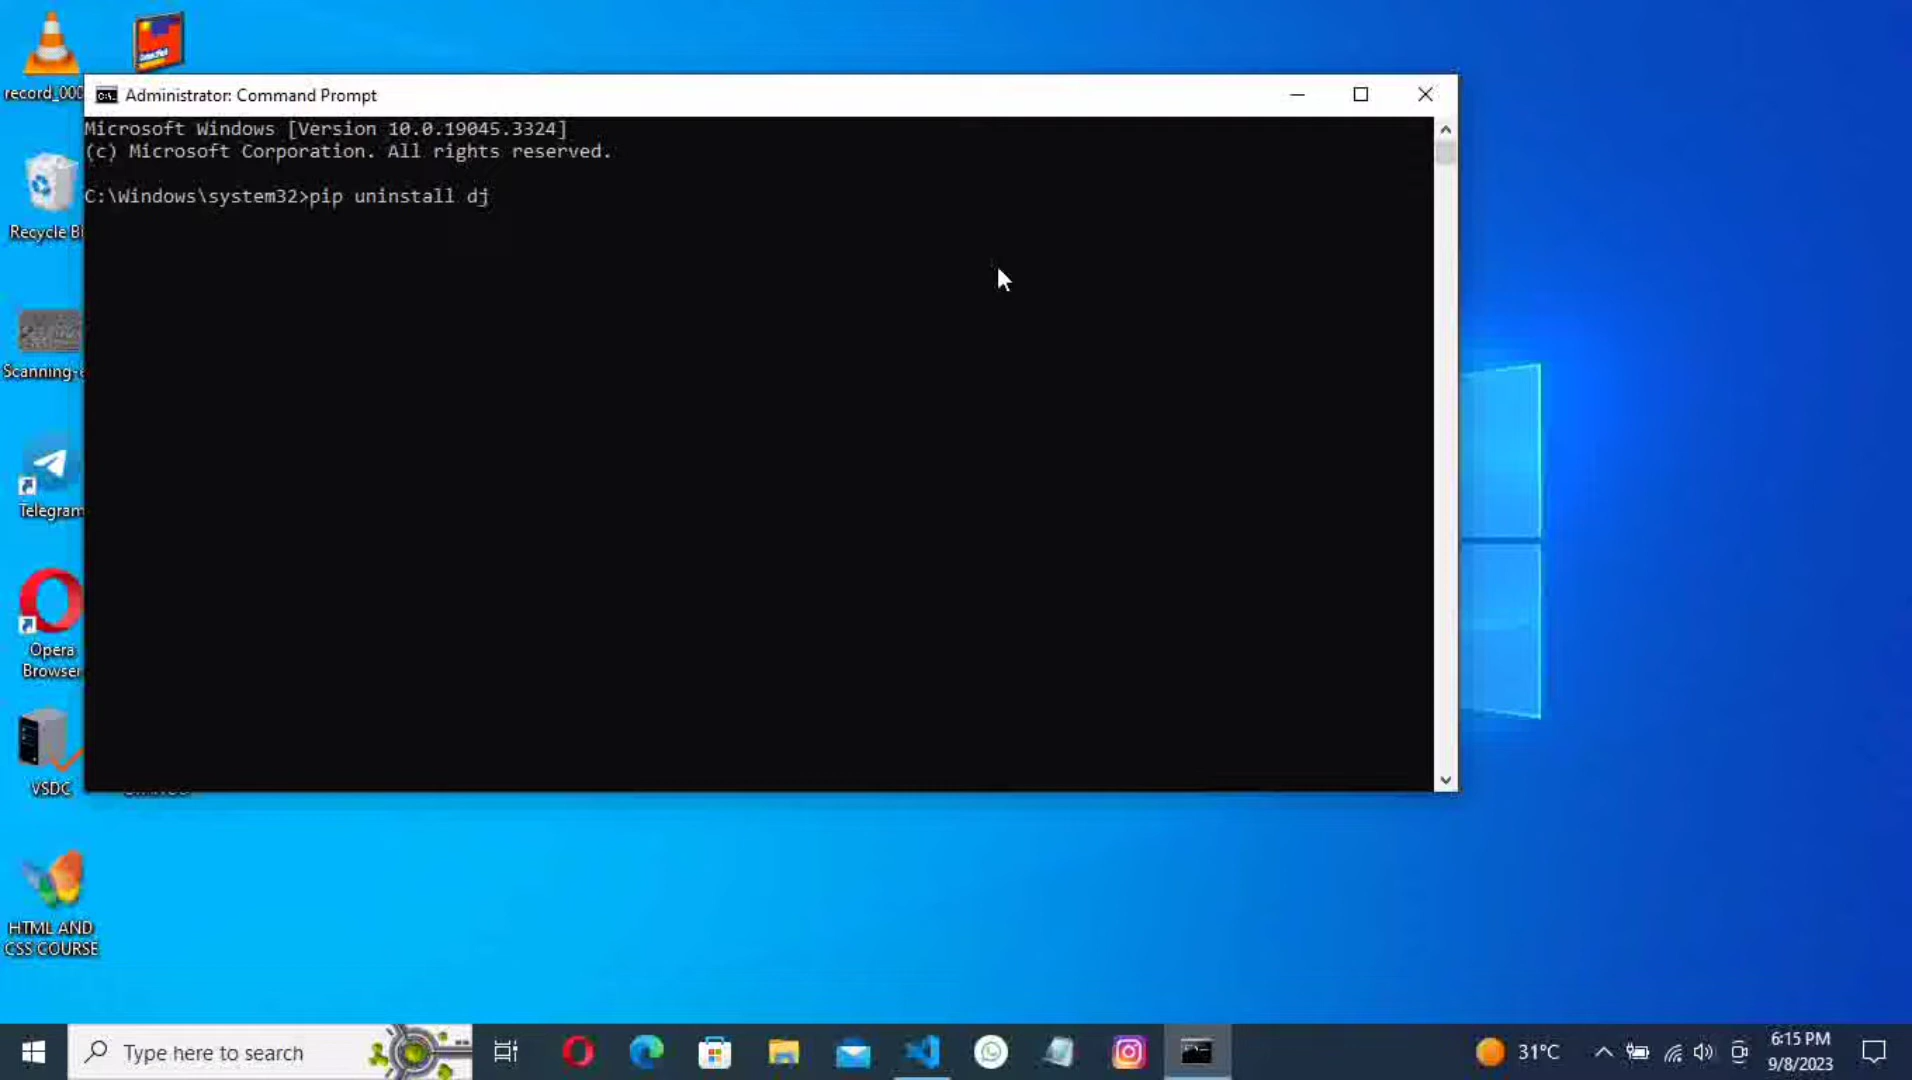 record_000
Administrator: Command Prompt
Microsoft Windows [Version 10.0.19045.3324]
(c) Microsoft Corporation. All rights reserved.
C:\Windows\system32>pip uninstall dj
Recycle Bi
Scanning-e
Telegram
Opera
Browser
VSDC
HTML AND
CSS COURSE
Type here to search
31°C
6:15 PM
9/8/2023